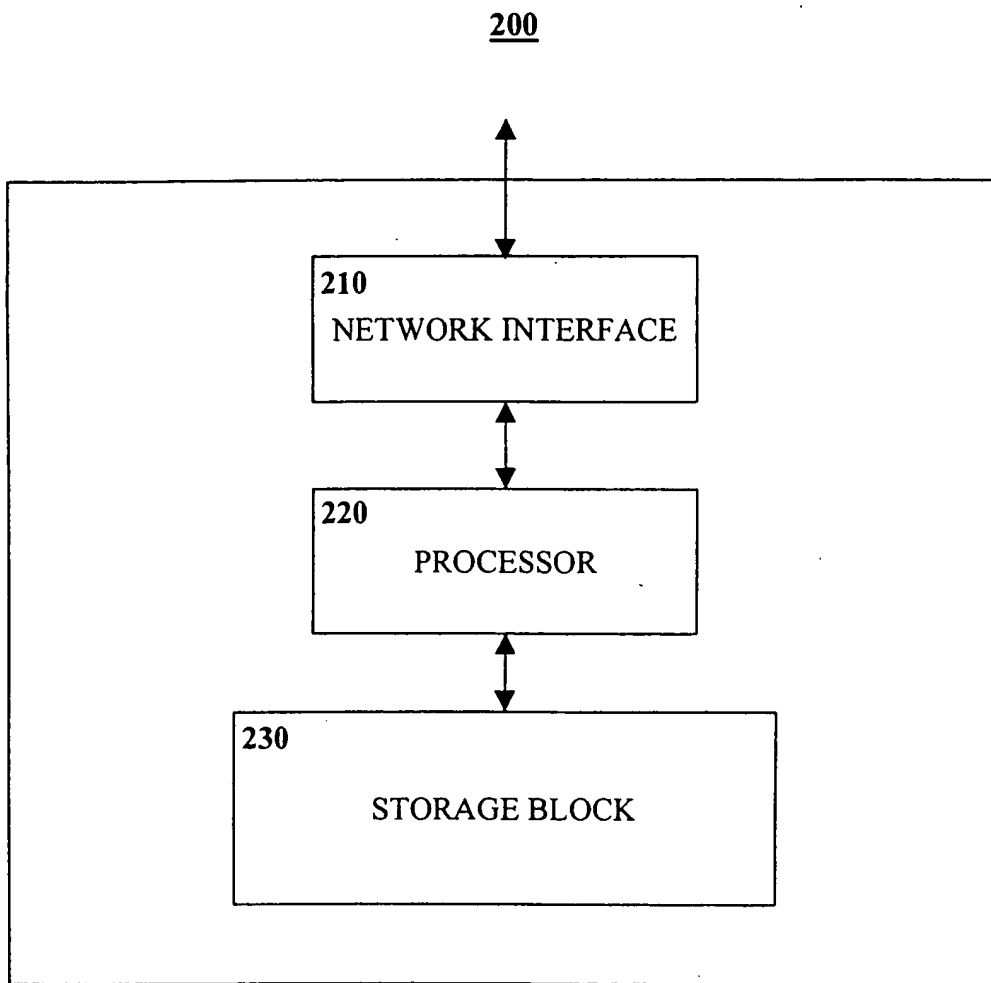 200
210
NETWORK INTERFACE
220
PROCESSOR
230
STORAGE BLOCK